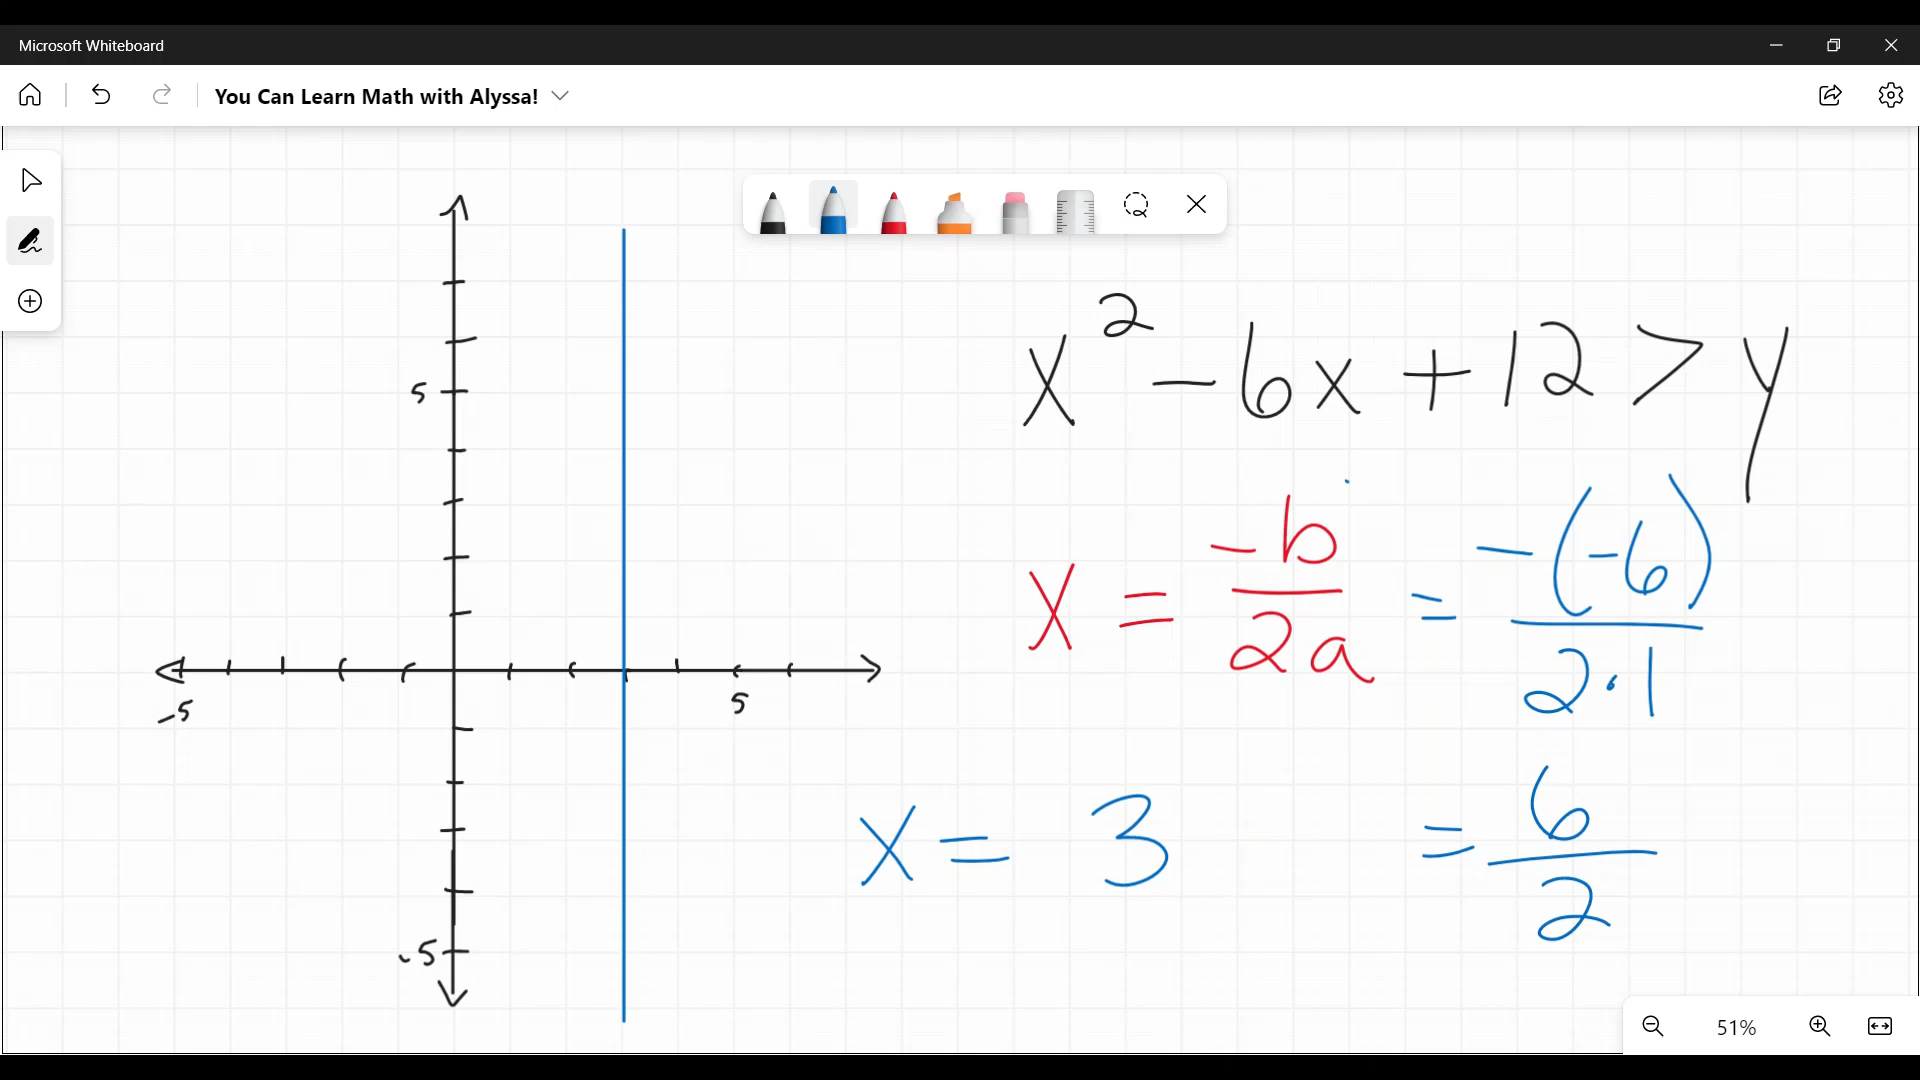 Microsoft Whiteboard
You Can Learn Math with Alyssa!
x² - 6x + 12 > y
x = -b/2a = -(-6)/2·1
x = 3 = 6/2
5
-5
5
-5
51%